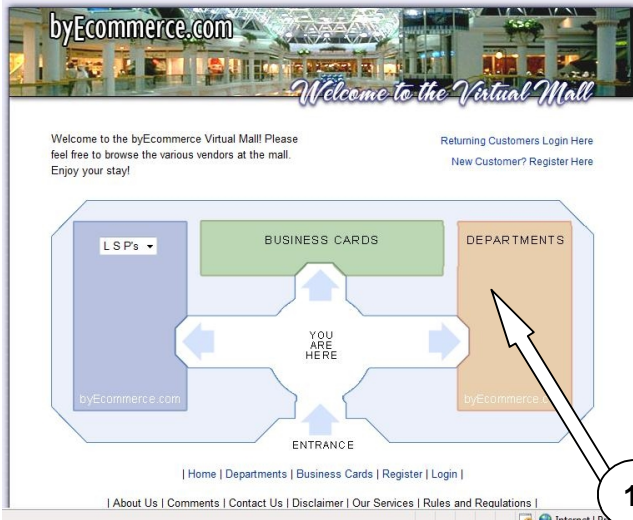 byEcommerce.com
Welcome to the Virtual Mall
Welcome to the byEcommerce Virtual Mall! Please
feel free to browse the various vendors at the mall.
Enjoy your stay!
Returning Customers Login Here
New Customer? Register Here
L S P's
BUSINESS CARDS
DEPARTMENTS
YOU
ARE
HERE
byEcommerce.com
byEcommerce
ENTRANCE
| Home | Departments | Business Cards | Register | Login |
| About Us | Comments | Contact Us | Disclaimer | Our Services | Rules and Regulations |
1
Internet |